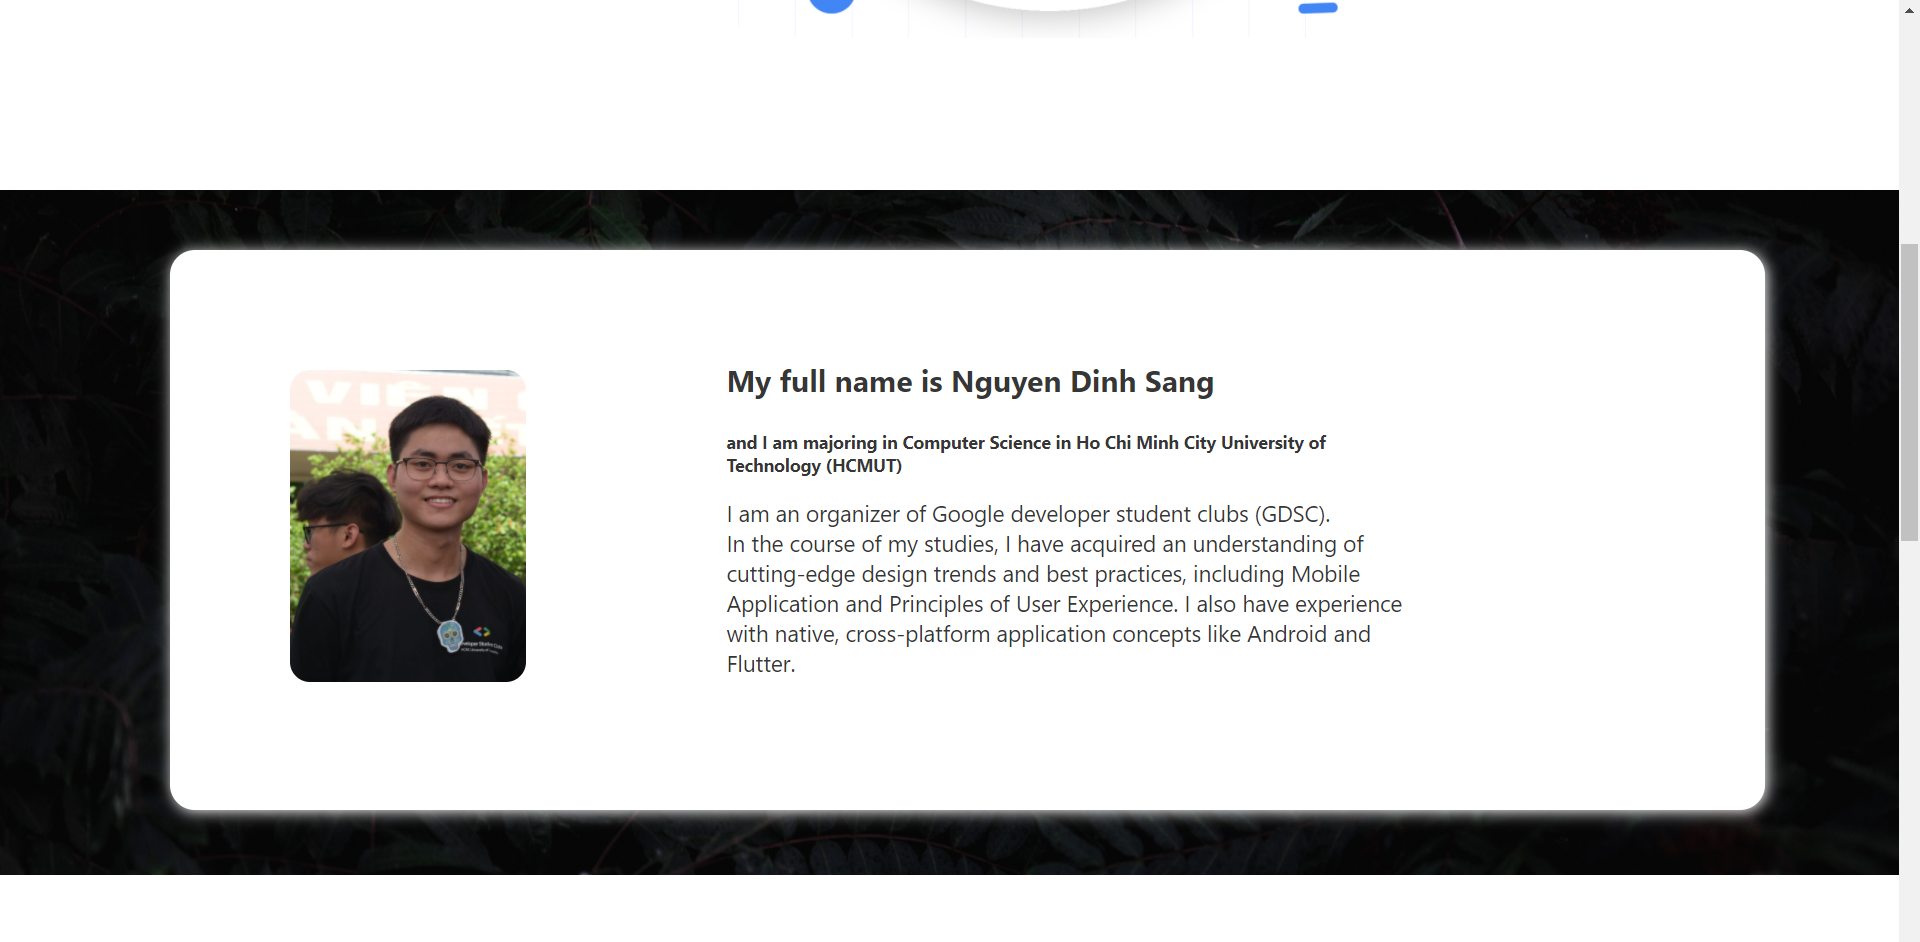 VIÊN
My full name is Nguyen Dinh Sang
and I am majoring in Computer Science in Ho Chi Minh City University of
Technology (HCMUT)
I am an organizer of Google developer student clubs (GDSC).
In the course of my studies, I have acquired an understanding of
cutting-edge design trends and best practices, including Mobile
Application and Principles of User Experience. I also have experience
with native, cross-platform application concepts like Android and
Flutter.